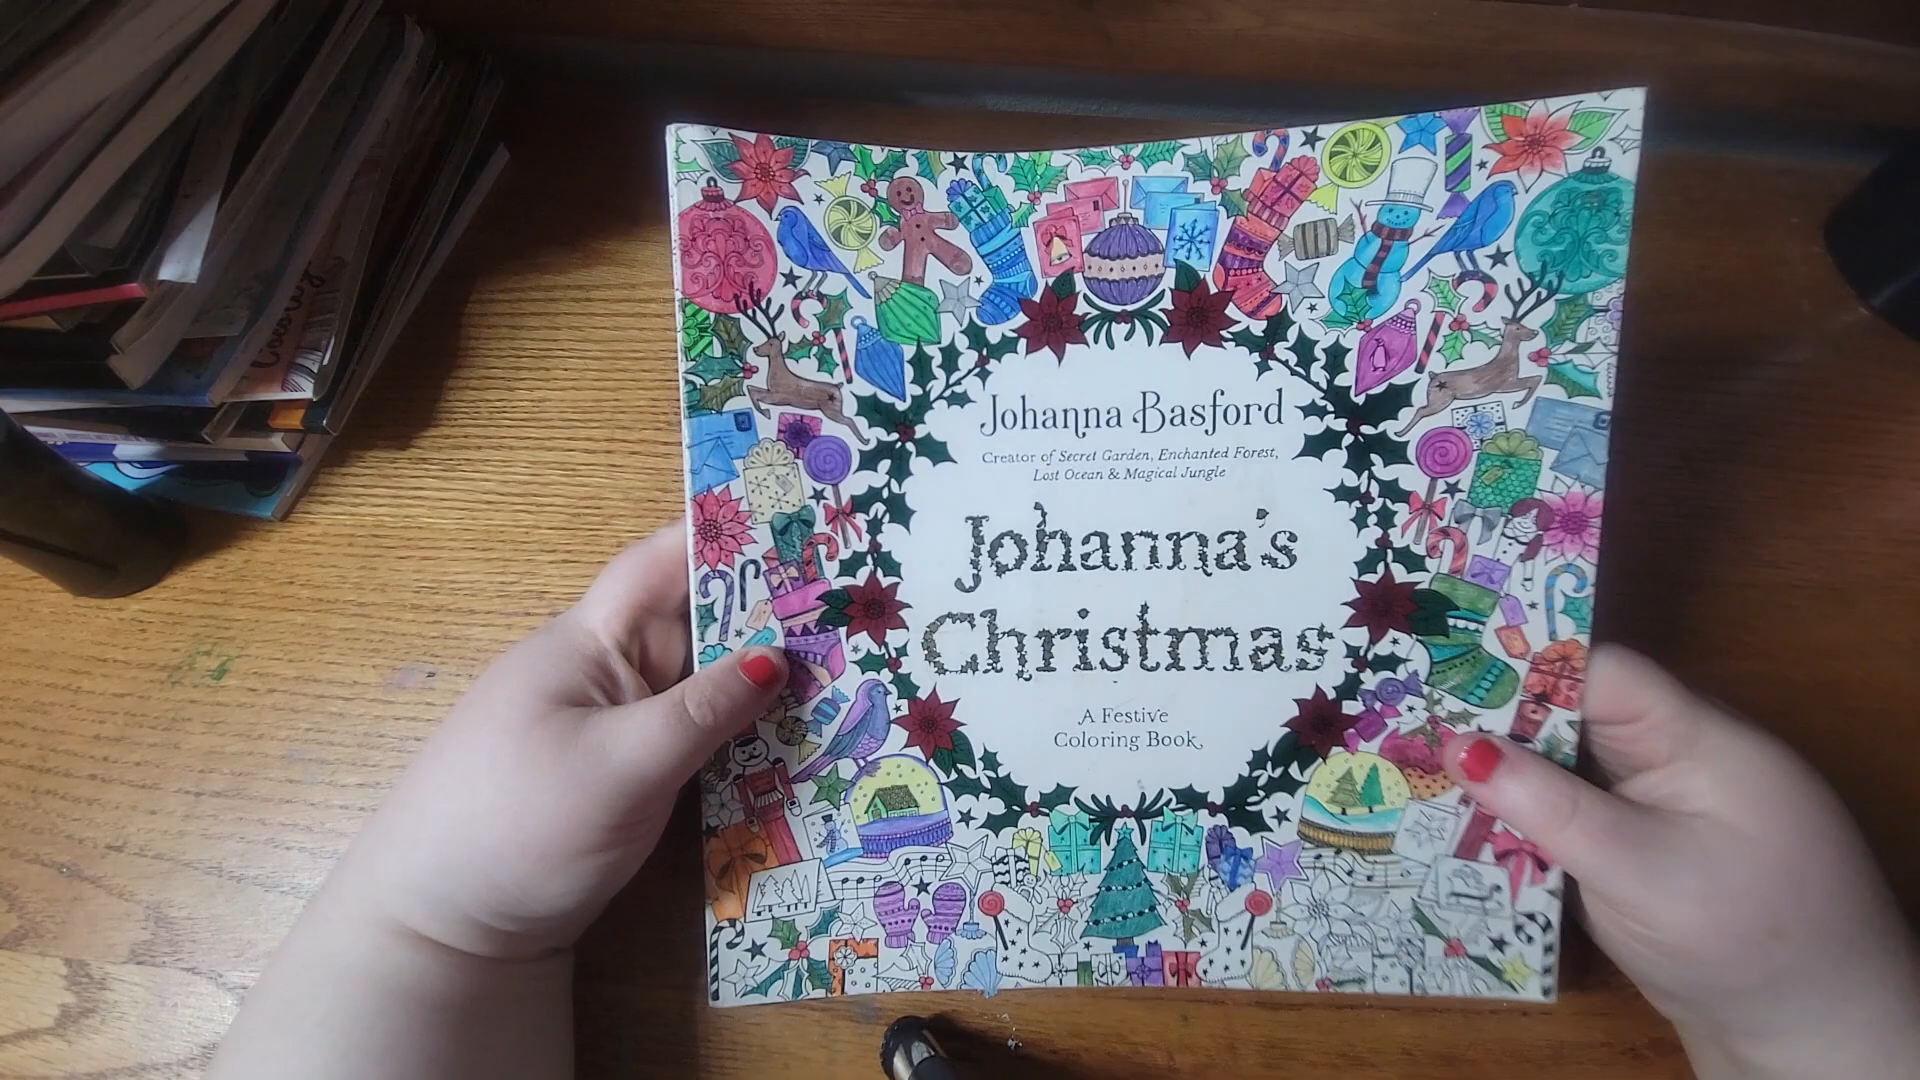 Johanna Basford
Creator of Secret Garden, Enchanted Forest,
Lost Ocean & Magical Jungle
Johanna's
Christmas
A Festive
Coloring Book